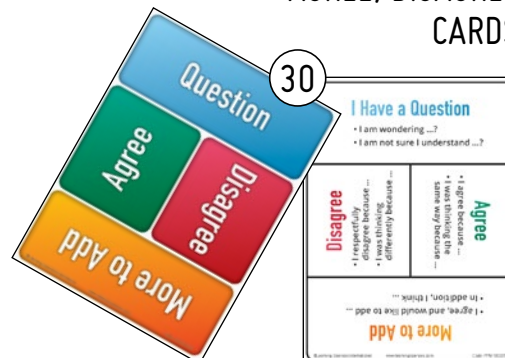 CARDS
30
Question
Agree
Disagree
More to Add
I Have a Question
• I am wondering ...?
• I am not sure I understand ...?
Disagree
• I respectfully
disagree because ...
• I was thinking
differently because ...
Agree
• I agree because ...
• I was thinking the
same way because
...
More to Add
• I agree, and would like to add ...
• In addition, I think ...